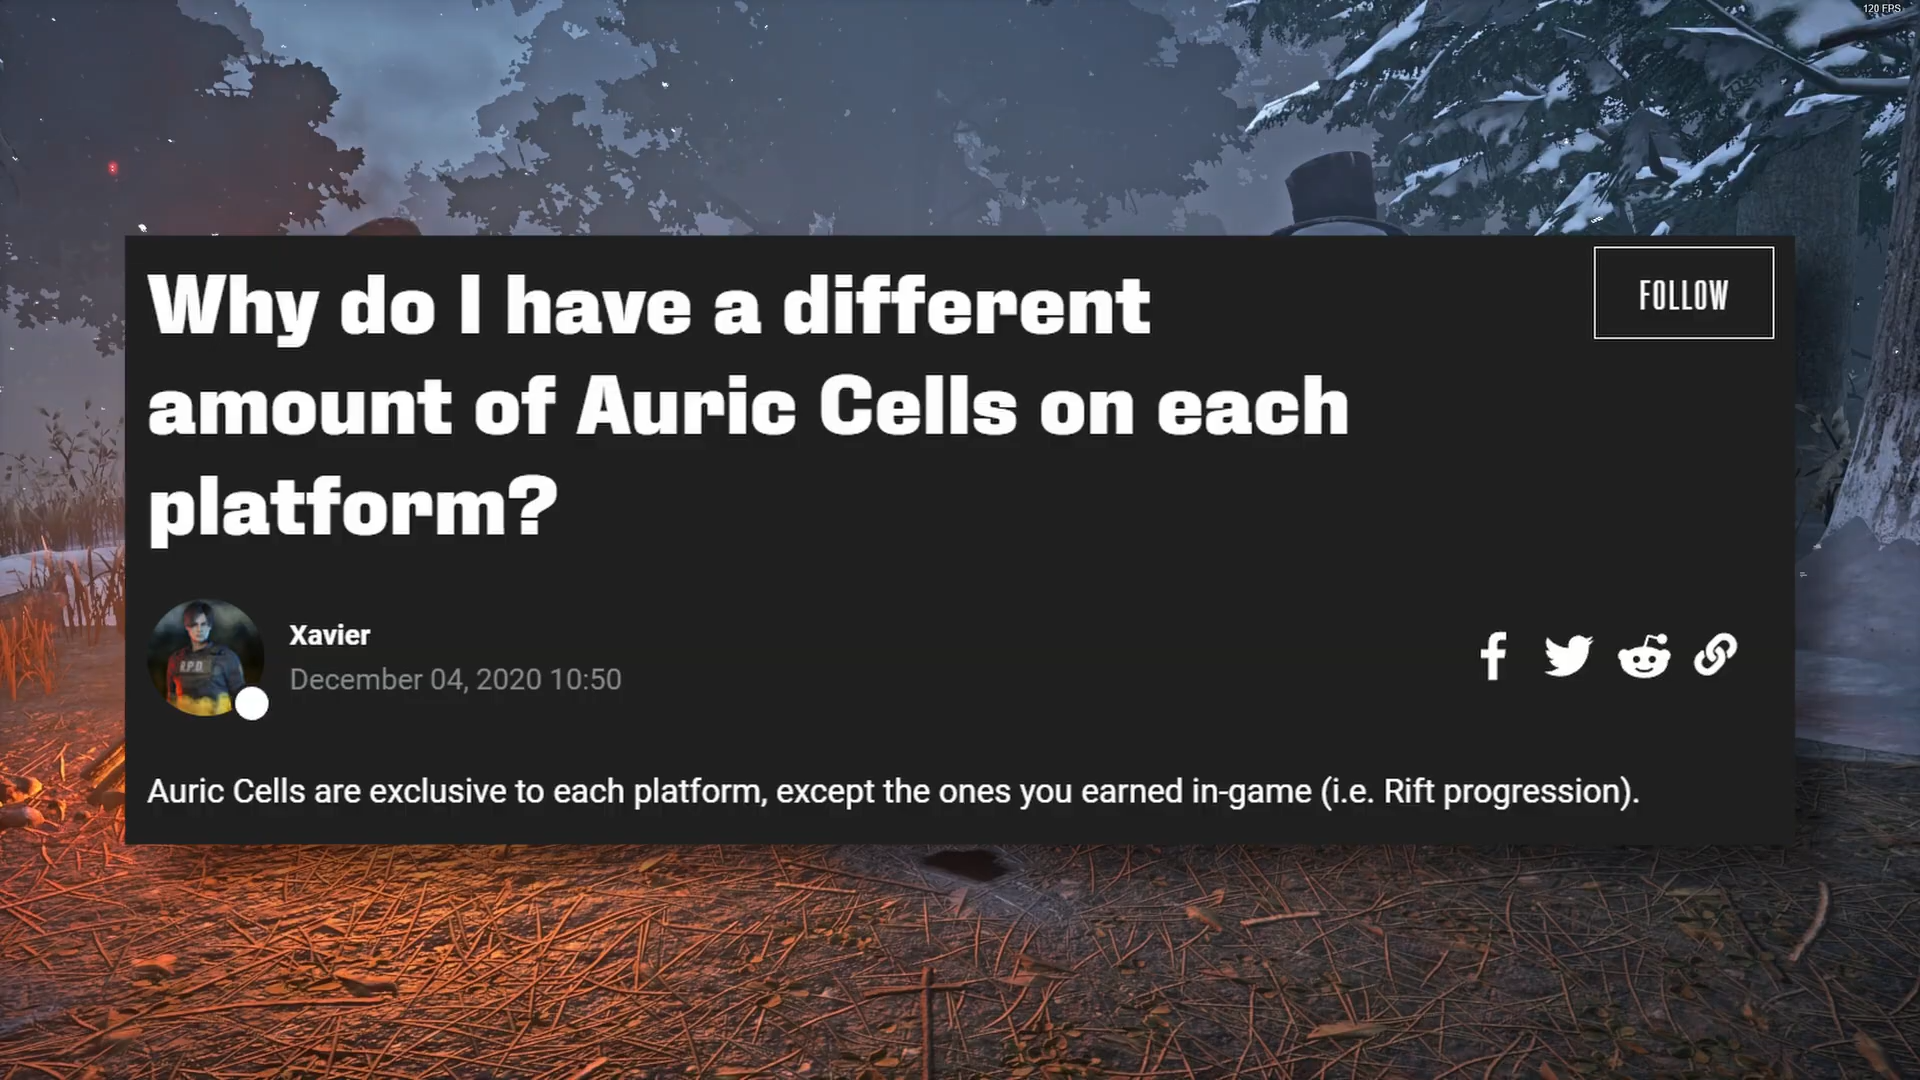 120 FPS
Why do I have a different
FOLLOW
amount of Auric Cells on each
platform?
R.P.D.
Xavier
December 04, 2020 10:50
Auric Cells are exclusive to each platform, except the ones you earned in-game (i.e. Rift progression).